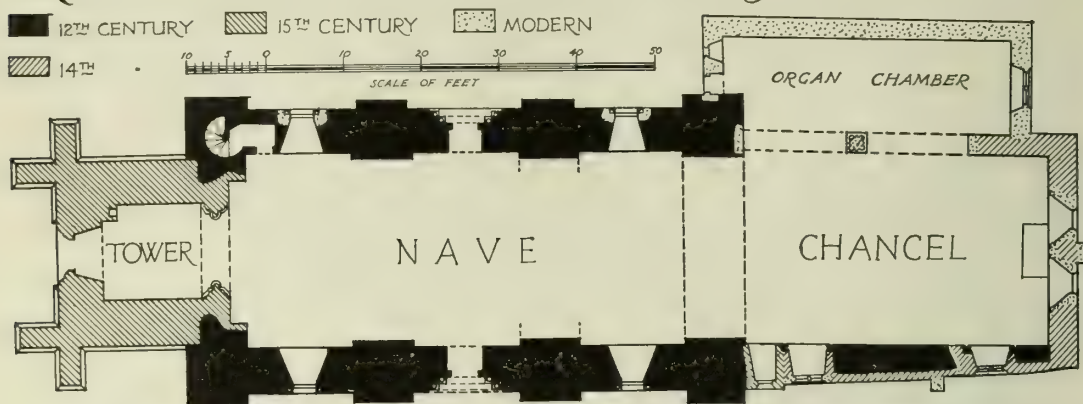 12TH CENTURY 15TH CENTURY MODERN
14TH "
10 5 0 10 20 30 40 50
SCALE OF FEET
ORGAN CHAMBER
TOWER NAVE CHANCEL